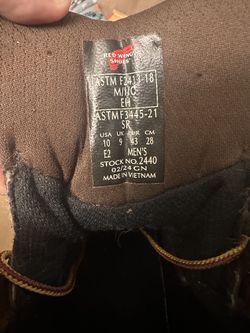 RED WING
SHOES
ASTM F2413-18
M/I/C
EH
ASTM F3445-21
SR
USA UK EUR CM
10 9 43 28
E2 MEN'S
STOCK NO. 2440
02/24 GN
MADE IN VIETNAM